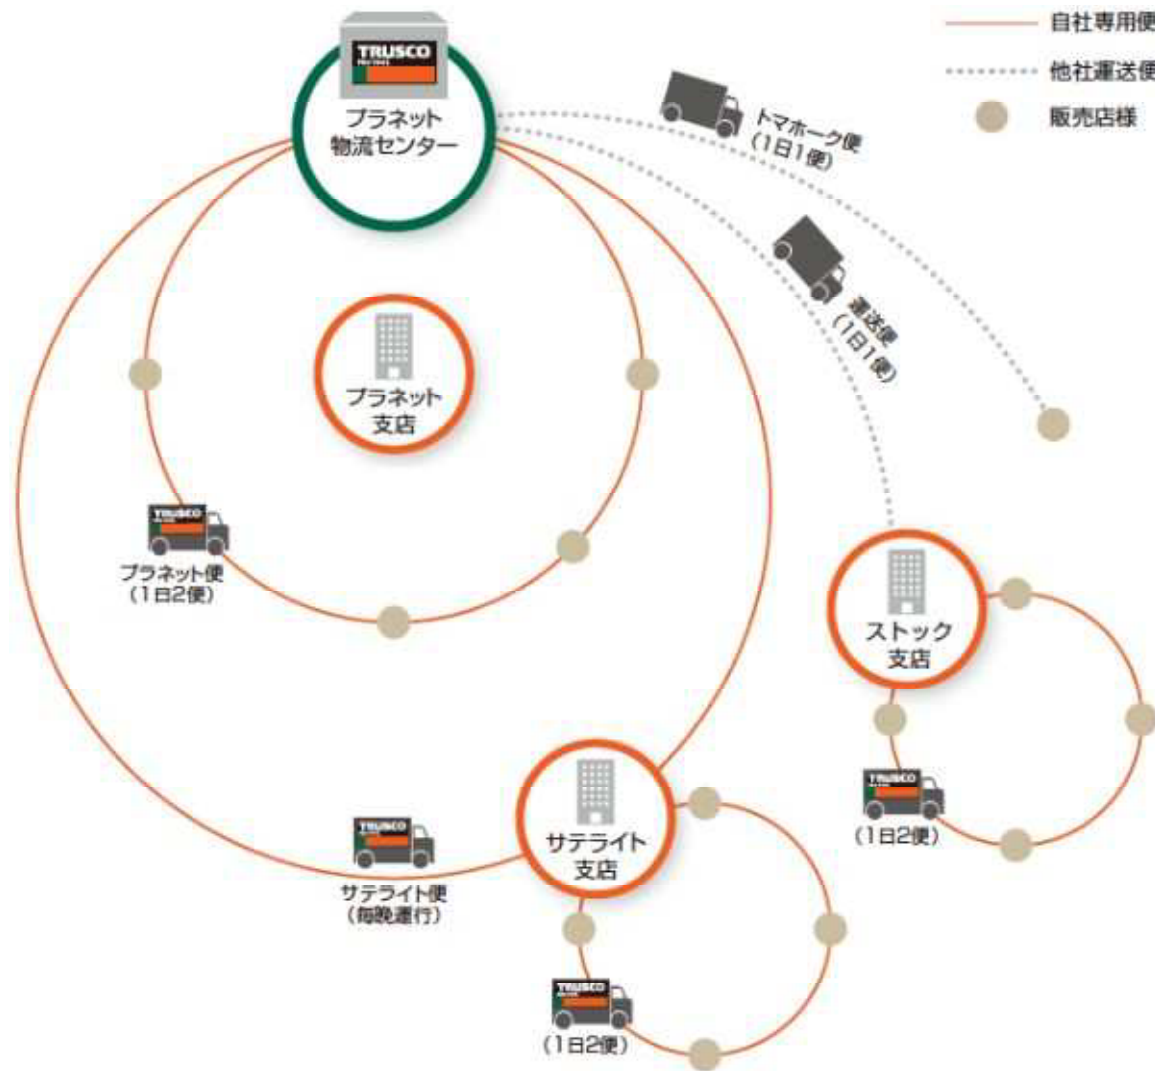 TRUSCO
プラネット
物流センター
自社専用便
他社運送便
販売店様
トマホーク便
(1日1便)
運送便
(1日1便)
プラネット
支店
TRUSCO
プラネット便
(1日2便)
ストック
支店
TRUSCO
(1日2便)
サテライト
支店
TRUSCO
サテライト便
(毎晩運行)
TRUSCO
(1日2便)